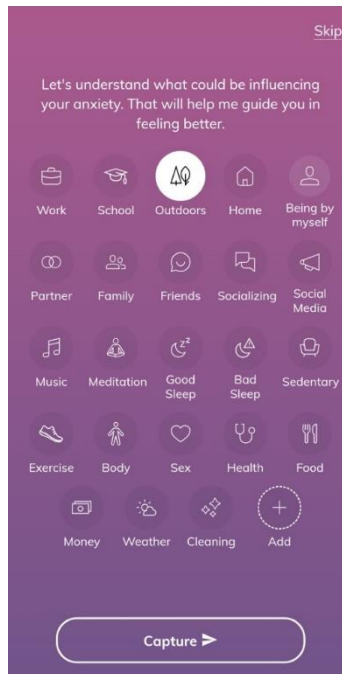 Skip
Let's understand what could be influencing
your anxiety. That will help me guide you in
feeling better.
Work School Outdoors Home Being by
myself
Partner Family Friends Socializing Social
Media
Music Meditation Good Sleep Bad Sleep Sedentary
Exercise Body Sex Health Food
Money Weather Cleaning Add
Capture